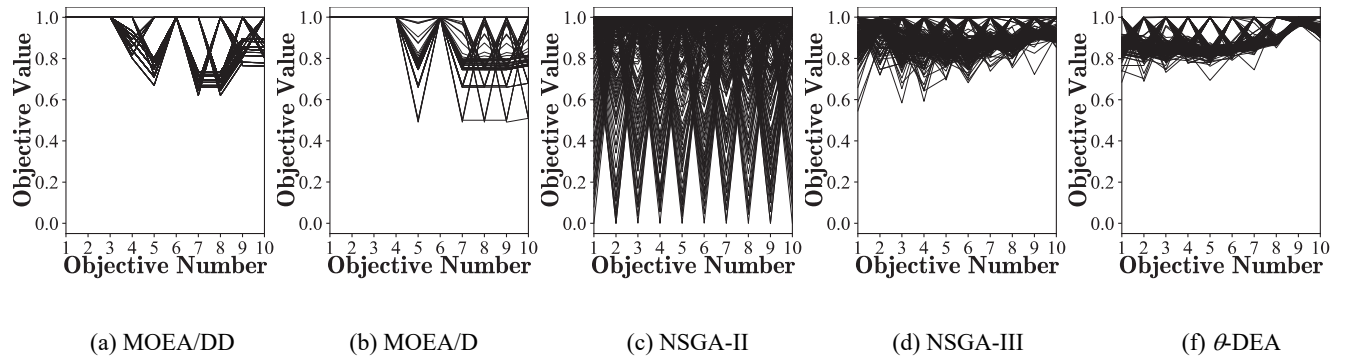 Objective Value
1.0
0.8
0.6
0.4
0.2
0.0
1 2 3 4 5 6 7 8 9 10
Objective Number
(a) MOEA/DD
Objective Value
1.0
0.8
0.6
0.4
0.2
0.0
1 2 3 4 5 6 7 8 9 10
Objective Number
(b) MOEA/D
Objective Value
1.0
0.8
0.6
0.4
0.2
0.0
1 2 3 4 5 6 7 8 9 10
Objective Number
(c) NSGA-II
Objective Value
1.0
0.8
0.6
0.4
0.2
0.0
1 2 3 4 5 6 7 8 9 10
Objective Number
(d) NSGA-III
Objective Value
1.0
0.8
0.6
0.4
0.2
0.0
1 2 3 4 5 6 7 8 9 10
Objective Number
(f) θ-DEA